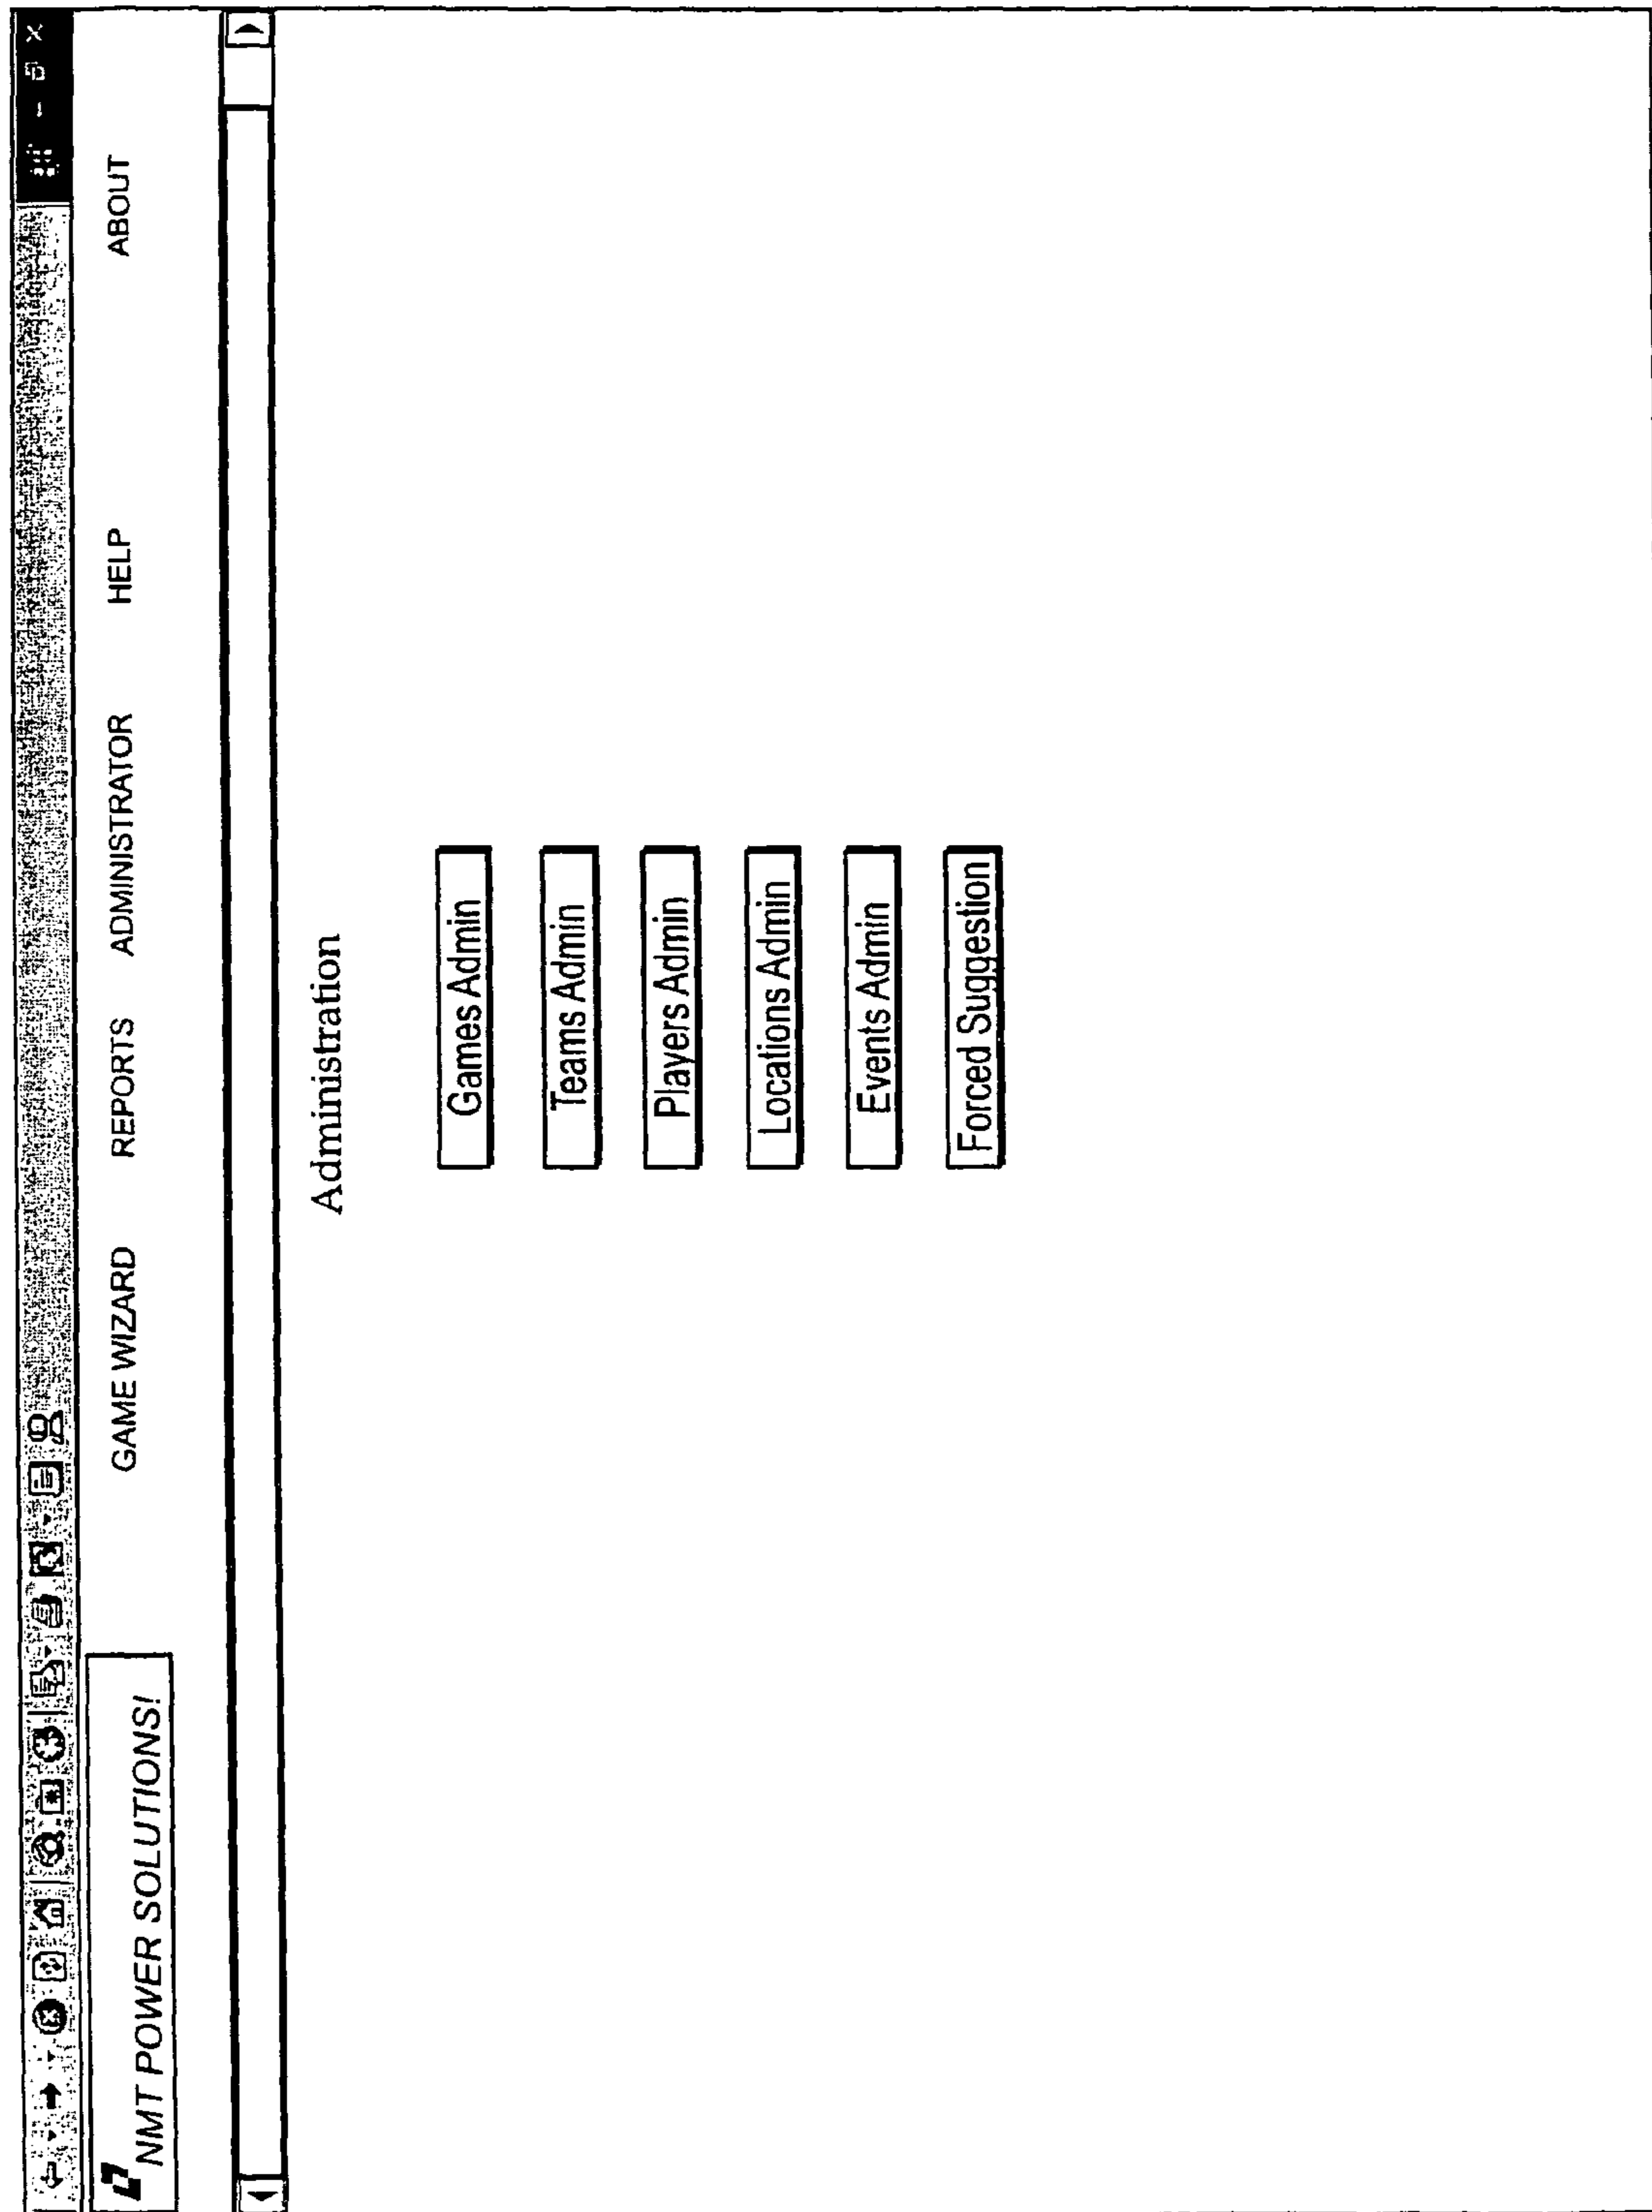 NMT POWER SOLUTIONS!
GAME WIZARD REPORTS ADMINISTRATOR HELP ABOUT
Administration
Games Admin
Teams Admin
Players Admin
Locations Admin
Events Admin
Forced Suggestion